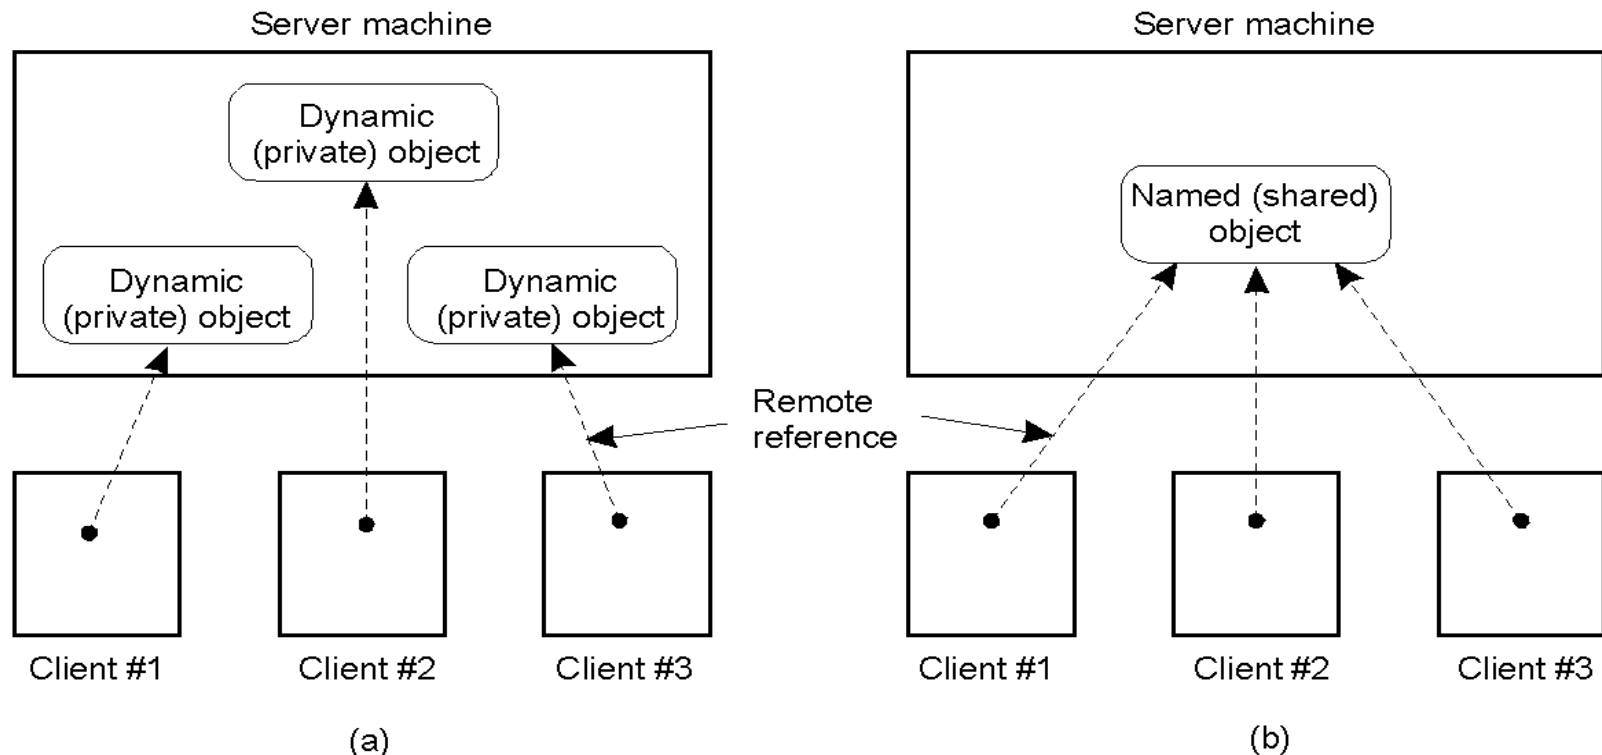 Server machine
Dynamic
(private) object
Dynamic
(private) object
Dynamic
(private) object
Client #1
Client #2
Client #3
(a)
Remote
reference
Server machine
Named (shared)
object
Client #1
Client #2
Client #3
(b)